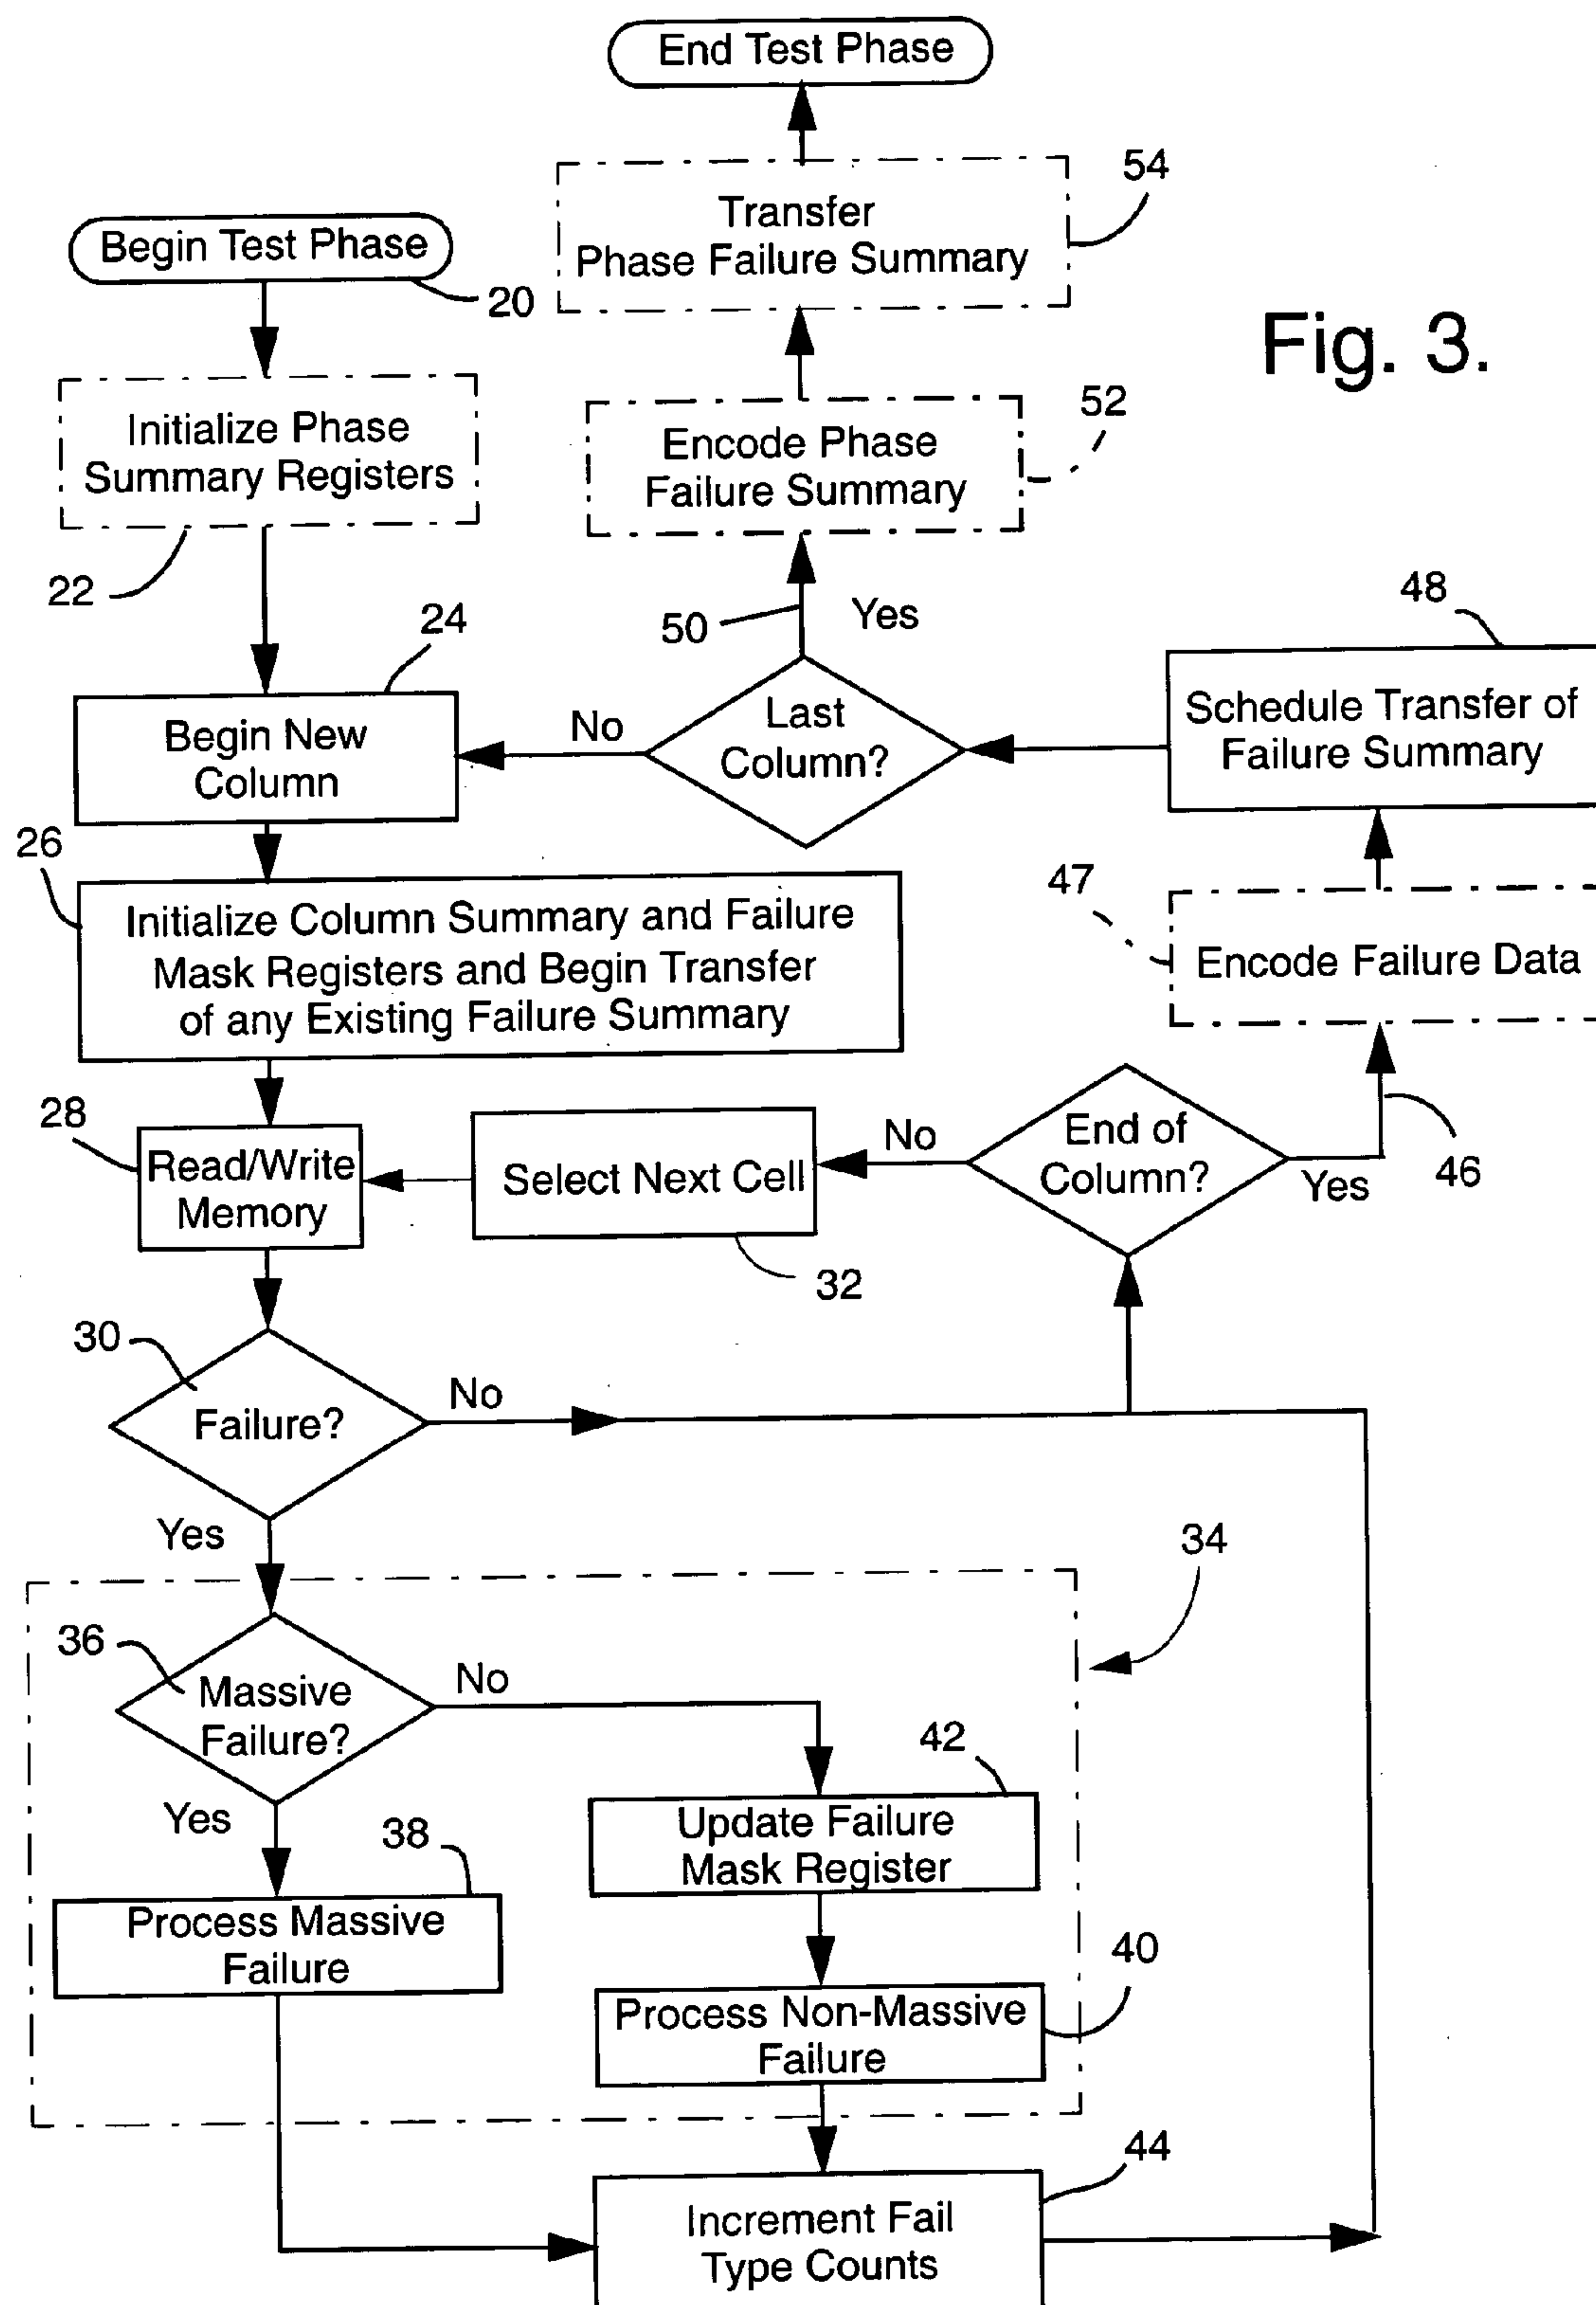 End Test Phase
54
Transfer
Phase Failure Summary
Begin Test Phase
20
Fig. 3.
52
Initialize Phase
Summary Registers
Encode Phase
Failure Summary
22
24
50
Yes
48
Begin New
Column
No
Last
Column?
Schedule Transfer of
Failure Summary
26
47
Initialize Column Summary and Failure
Mask Registers and Begin Transfer
of any Existing Failure Summary
Encode Failure Data
28
Read/Write
Memory
Select Next Cell
No
End of
Column?
Yes
46
32
30
Failure?
No
Yes
34
36
Massive
Failure?
No
42
Yes
38
Update Failure
Mask Register
Process Massive
Failure
40
Process Non-Massive
Failure
44
Increment Fail
Type Counts